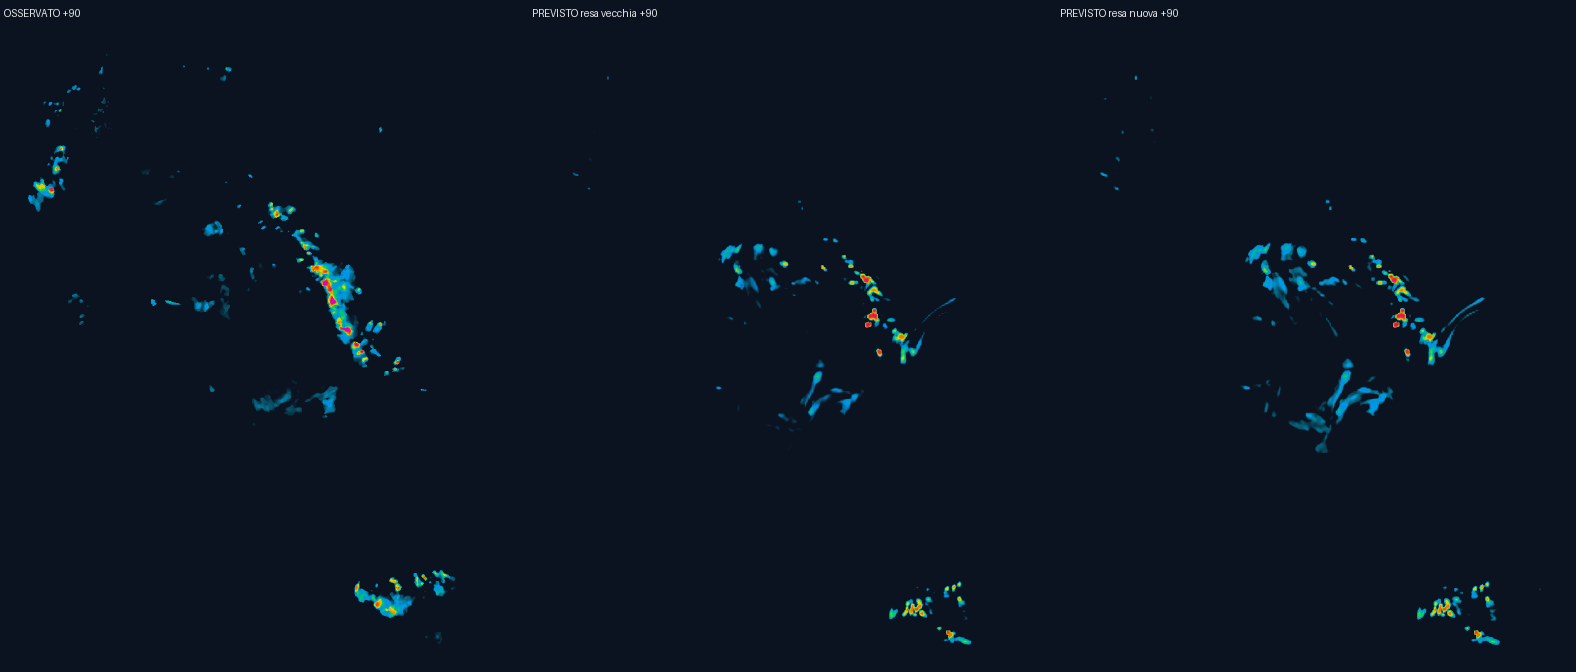 OSSERVATO +90
PREVISTO resa vecchia +90
PREVISTO resa nuova +90